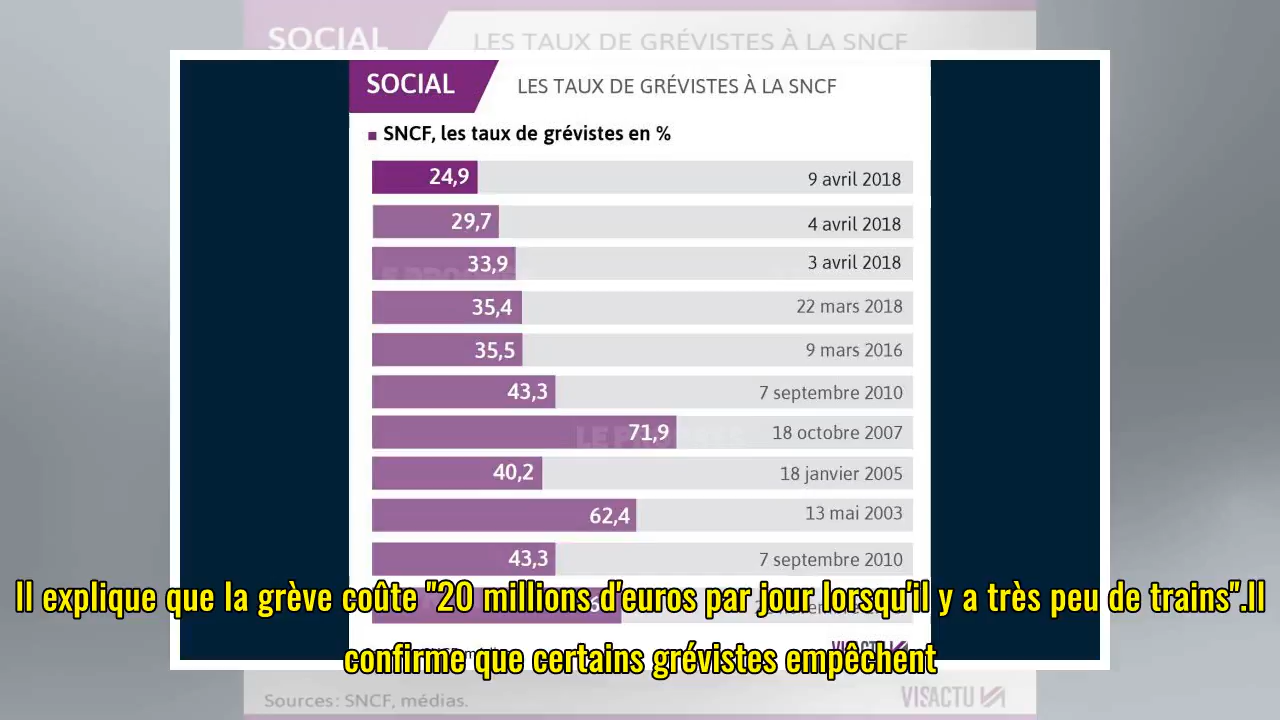 SOCIAL LES TAUX DE GRÉVISTES À LA SNCF
SOCIAL LES TAUX DE GRÉVISTES À LA SNCF
SNCF, les taux de grévistes en %
24,9 9 avril 2018
29,7 4 avril 2018
33,9 3 avril 2018
35,4 22 mars 2018
35,5 9 mars 2016
43,3 7 septembre 2010
71,9 18 octobre 2007
40,2 18 janvier 2005
62,4 13 mai 2003
43,3 7 septembre 2010
Il explique que la grève coûte "20 millions d'euros par jour lorsqu'il y a très peu de trains".Il
confirme que certains grévistes empêchent
Sources: SNCF, médias. VISACTU